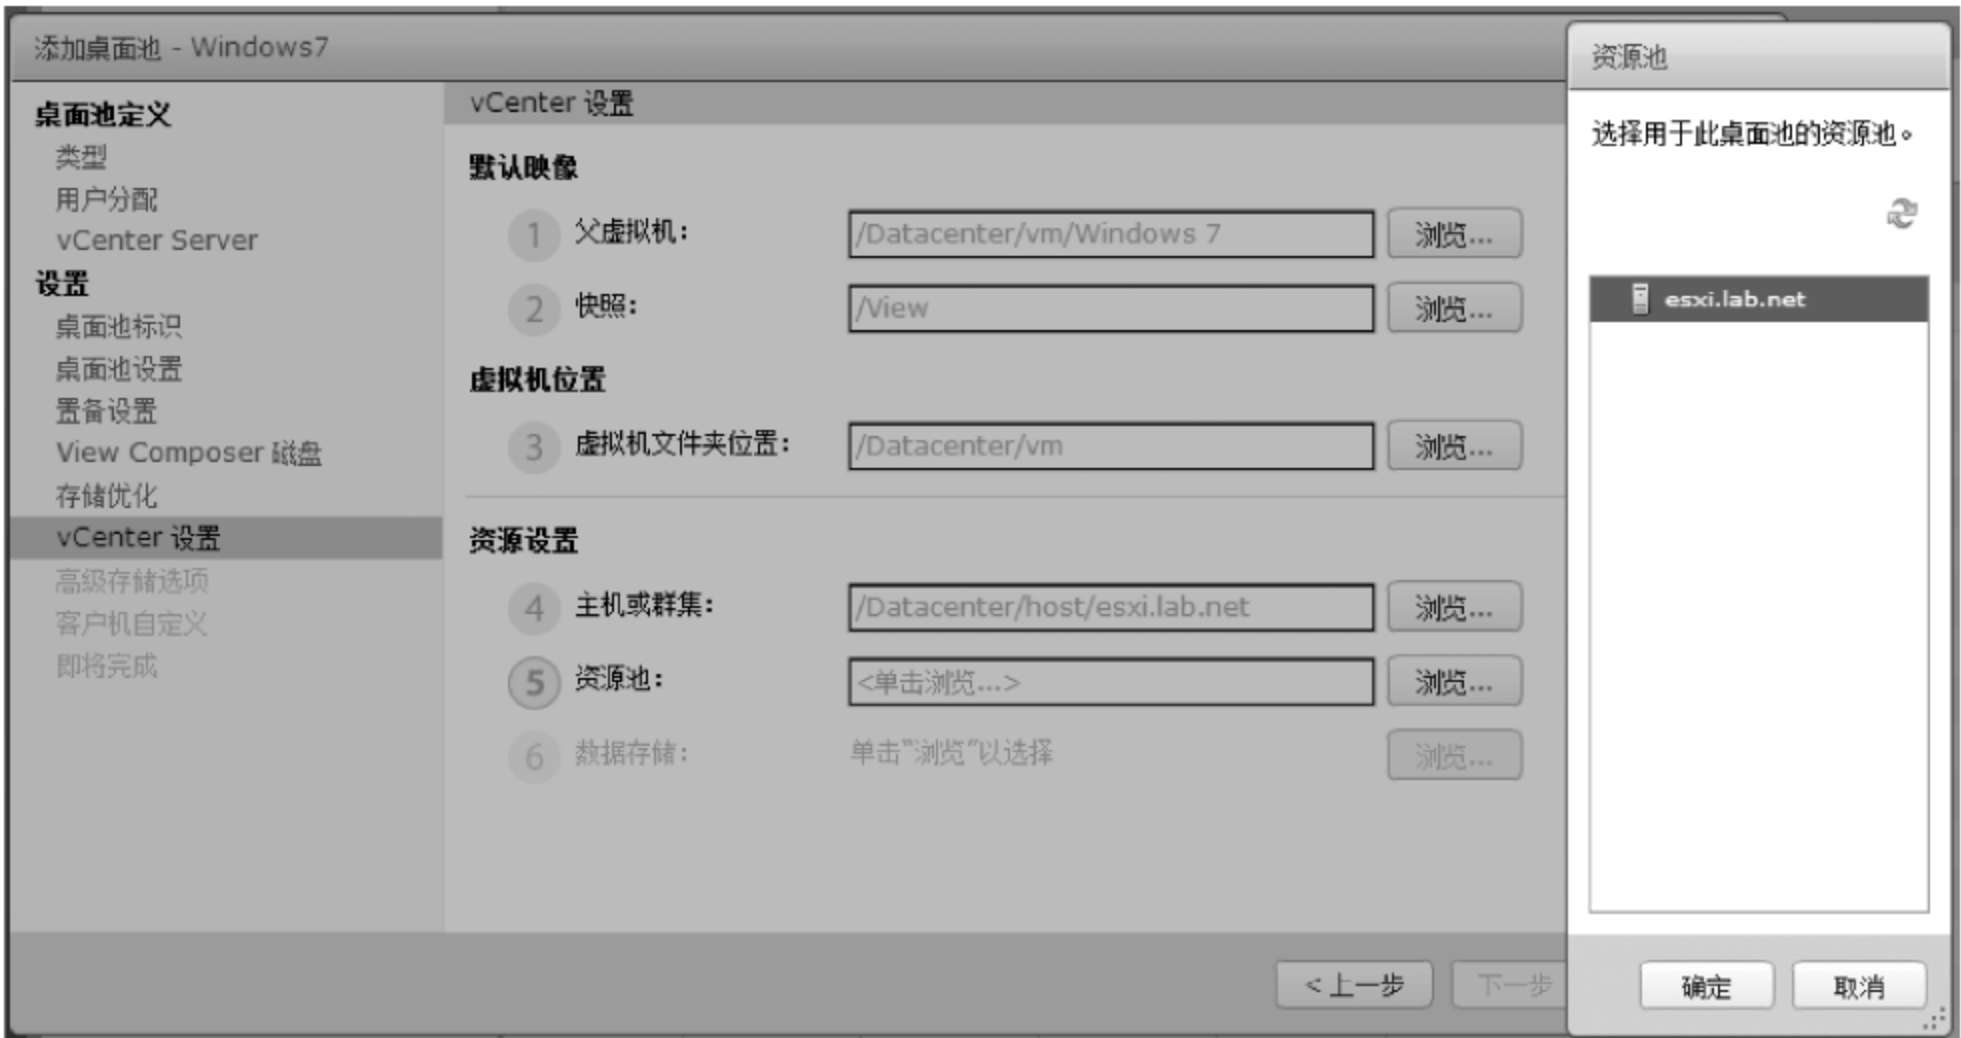 添加桌面池 - Windows7
桌面池定义
类型
用户分配
vCenter Server
设置
桌面池标识
桌面池设置
置备设置
View Composer 磁盘
存储优化
vCenter 设置
高级存储选项
客户机自定义
即将完成
vCenter 设置
默认映像
1 父虚拟机: /Datacenter/vm/Windows 7 浏览...
2 快照: /View 浏览...
虚拟机位置
3 虚拟机文件夹位置: /Datacenter/vm 浏览...
资源设置
4 主机或群集: /Datacenter/host/esxi.lab.net 浏览...
5 资源池: <单击浏览...> 浏览...
6 数据存储: 单击“浏览”以选择 浏览...
< 上一步 下一步
资源池
选择用于此桌面池的资源池。
esxi.lab.net
确定 取消